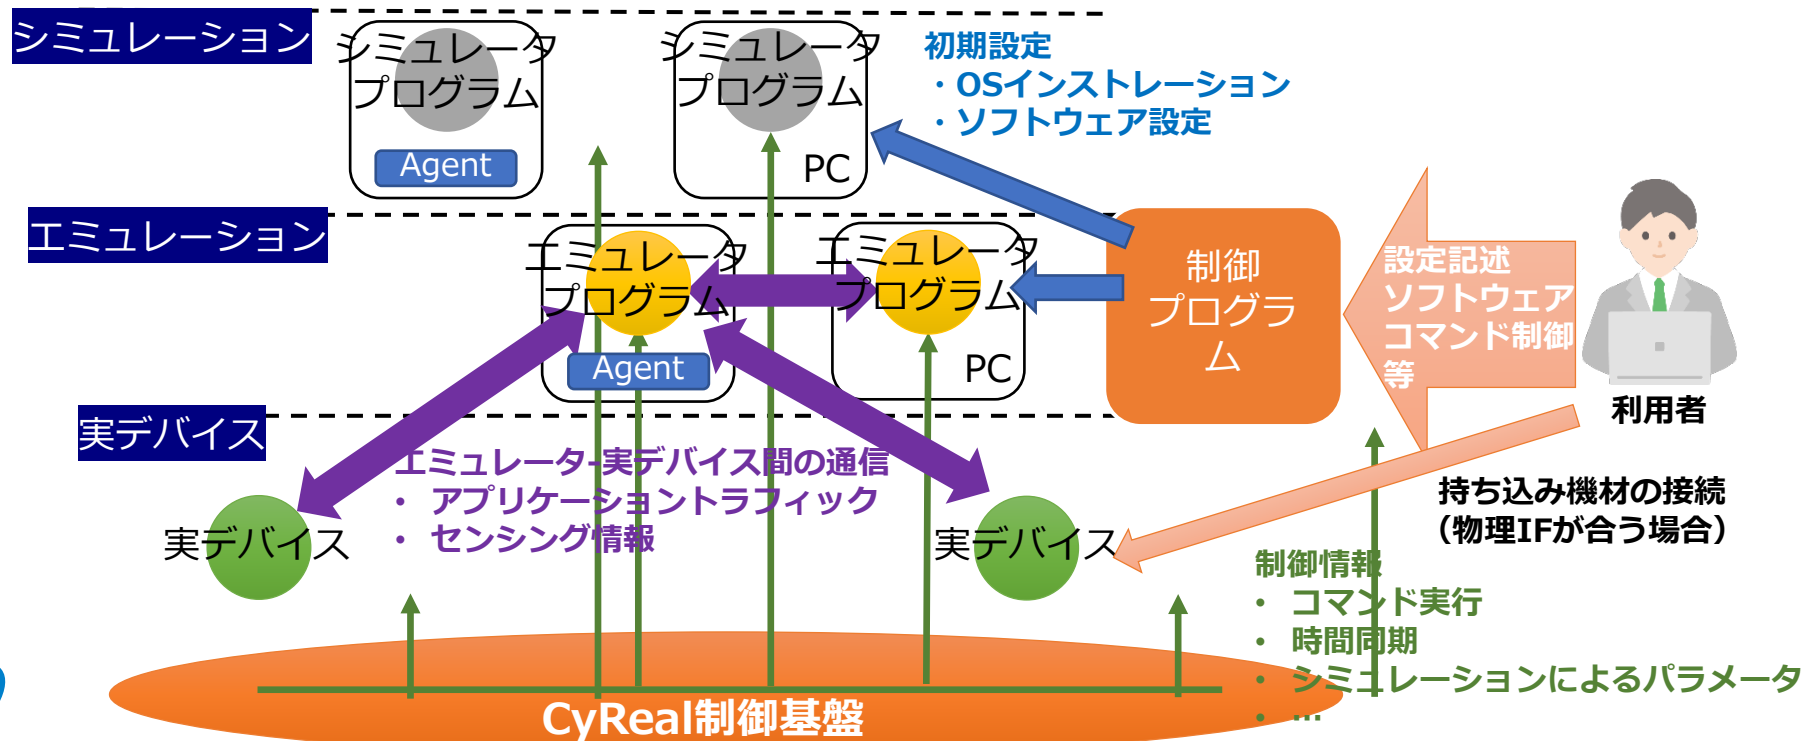 シミュレーション
シミュレータ
プログラム
Agent
シミュレータ
プログラム
PC
初期設定
・OSインストレーション
・ソフトウェア設定
エミュレーション
エミュレータ
プログラム
Agent
エミュレータ
プログラム
PC
制御
プログラ
ム
設定記述
ソフトウェア
コマンド制御
等
利用者
実デバイス
エミュレータ-実デバイス間の通信
• アプリケーショントラフィック
• センシング情報
実デバイス
実デバイス
持ち込み機材の接続
（物理IFが合う場合）
制御情報
• コマンド実行
• 時間同期
• シミュレーションによるパラメータ
• …
CyReal制御基盤